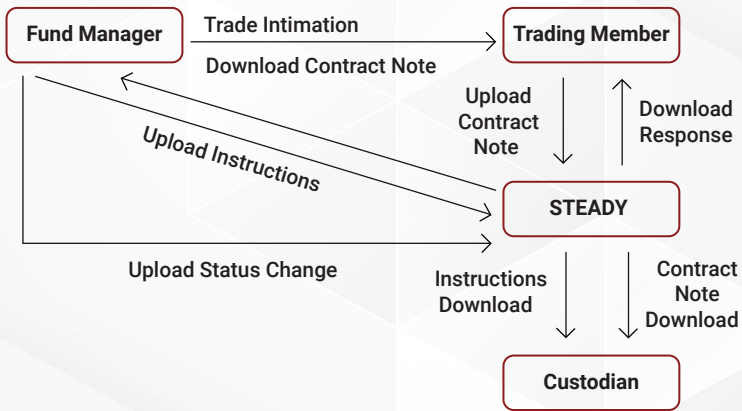 Fund Manager
Trade Intimation
Trading Member
Download Contract Note
Upload
Contract
Note
Download
Response
Upload Instructions
STEADY
Upload Status Change
Instructions
Download
Contract
Note
Download
Custodian